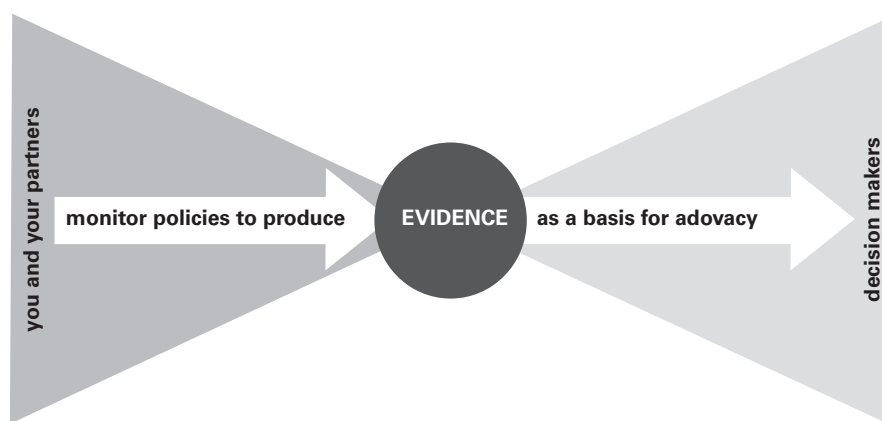 you and your partners
monitor policies to produce
EVIDENCE
as a basis for adovacy
decision makers